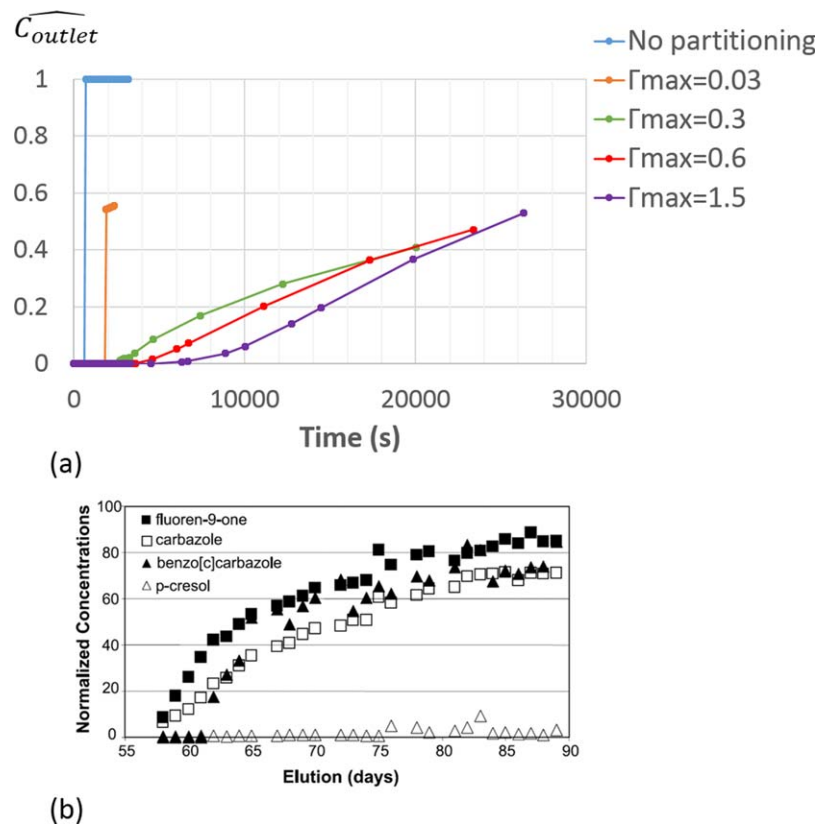 C_outlet
No partitioning
Γmax=0.03
Γmax=0.3
Γmax=0.6
Γmax=1.5
1
0.8
0.6
0.4
0.2
0
0 10000 20000 30000
Time (s)
(a)
Normalized Concentrations
100
80
60
40
20
0
fluoren-9-one
carbazole
benzo[c]carbazole
p-cresol
55 60 65 70 75 80 85 90
Elution (days)
(b)